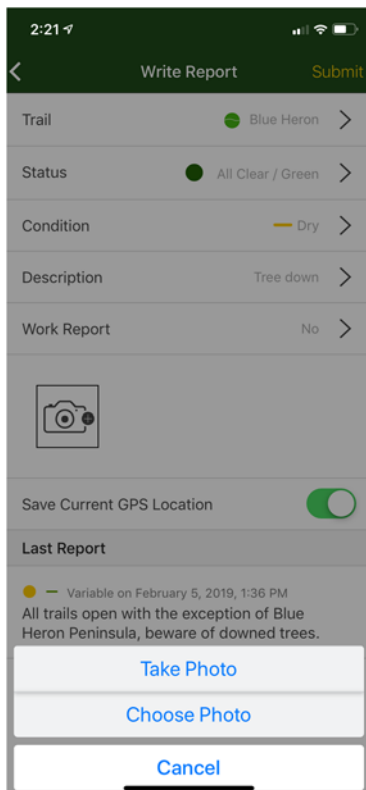 2:21
Write Report
Submit
Trail
Blue Heron
Status
All Clear / Green
Condition
Dry
Description
Tree down
Work Report
No
Save Current GPS Location
Last Report
Variable on February 5, 2019, 1:36 PM
All trails open with the exception of Blue
Heron Peninsula, beware of downed trees.
Take Photo
Choose Photo
Cancel